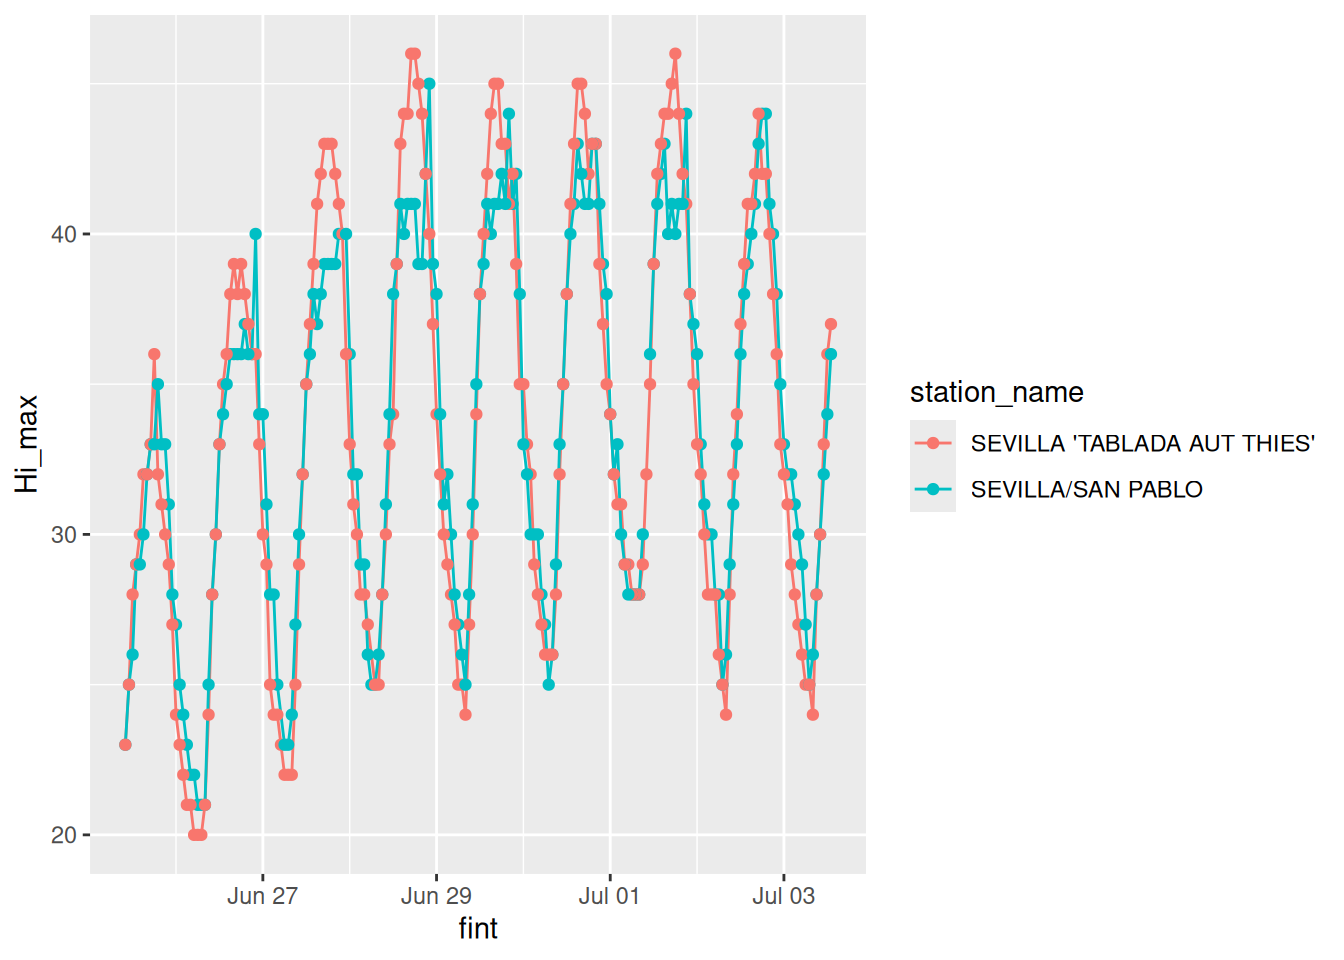 Hi_max
40
30
20
Jun 27
Jun 29
Jul 01
Jul 03
fint
station_name
SEVILLA 'TABLADA AUT THIES'
SEVILLA/SAN PABLO